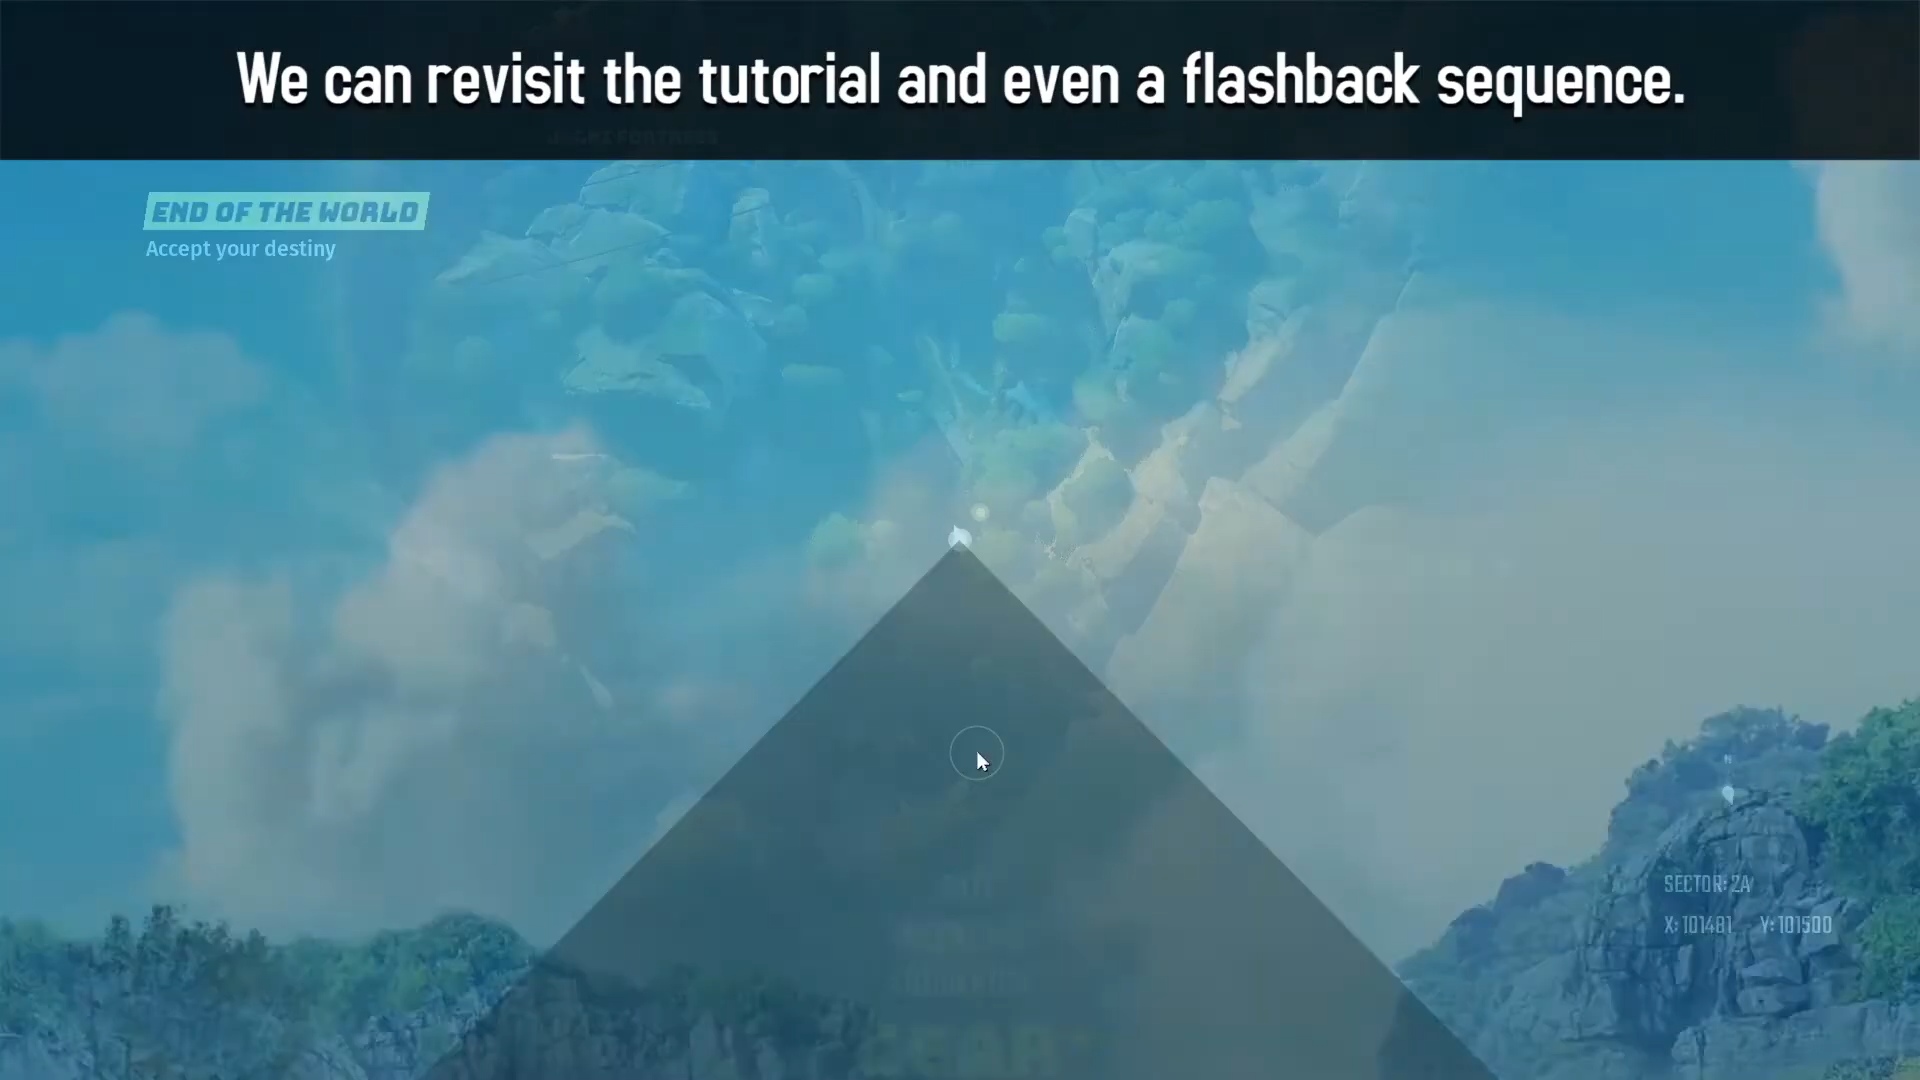 We can revisit the tutorial and even a flashback sequence.
END OF THE WORLD
Accept your destiny
N
SECTOR: 2A
X: 101481 Y: 101500